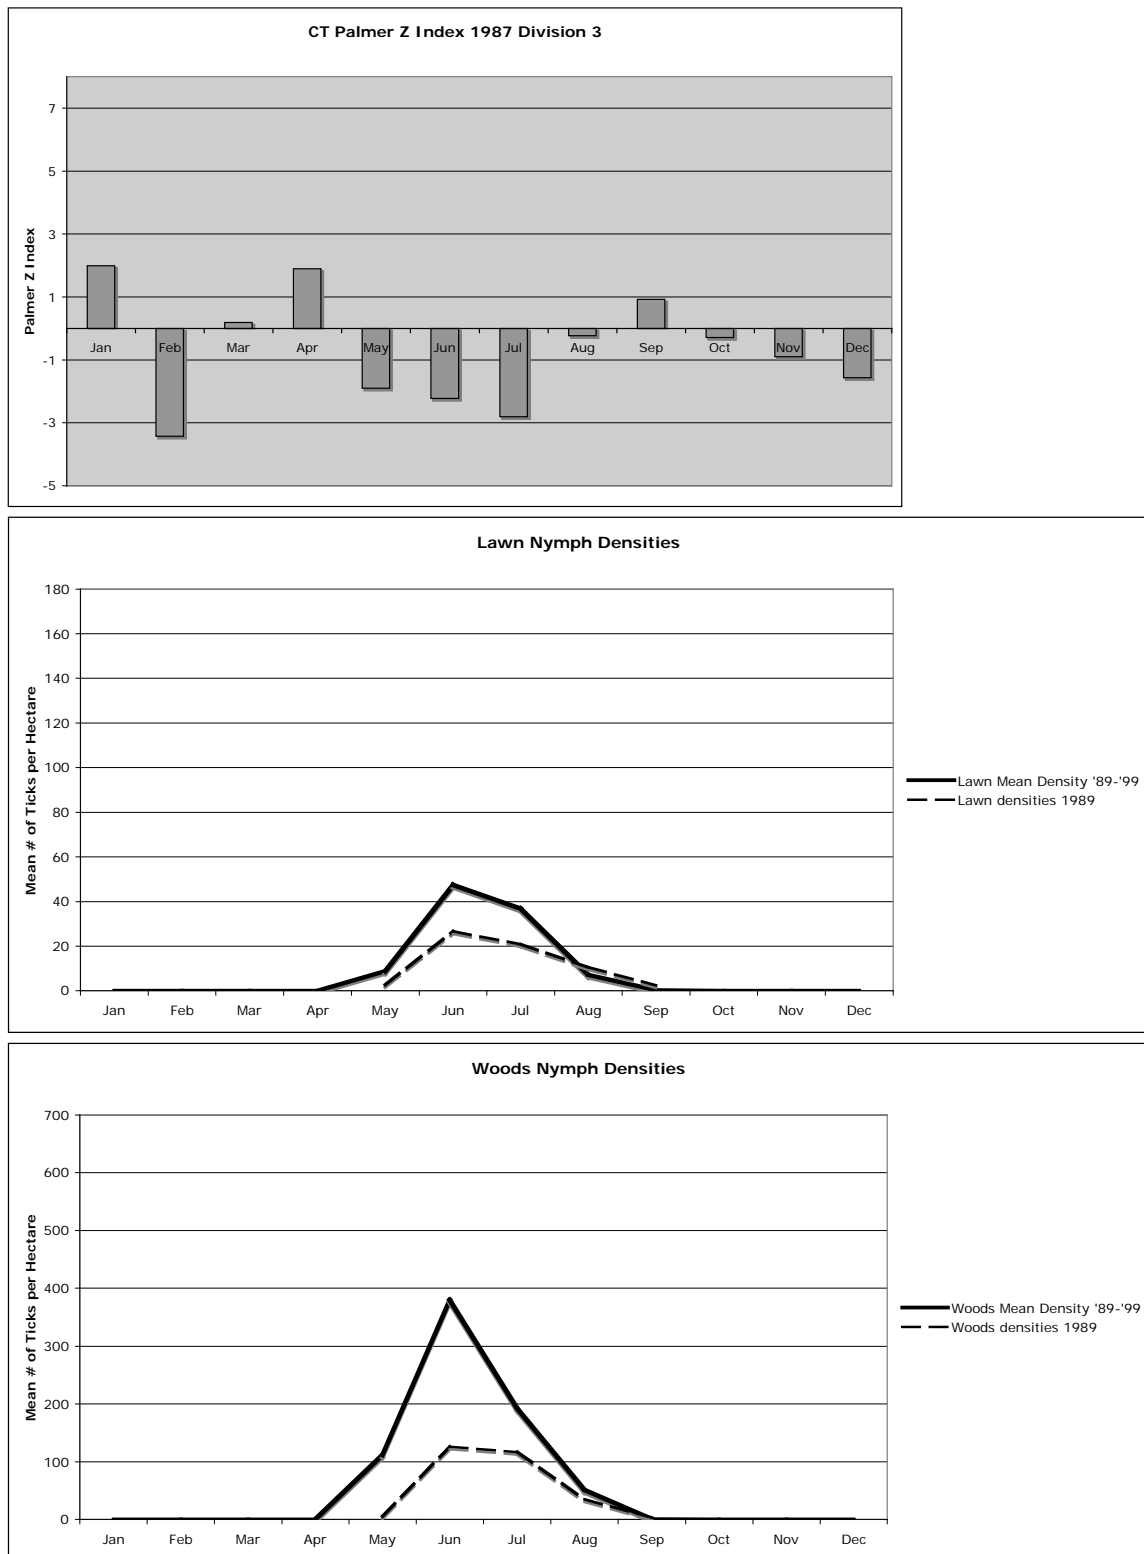 CT Palmer Z Index 1987 Division 3
Palmer Z Index
7
5
3
1
-1
-3
-5
Jan Feb Mar Apr May Jun Jul Aug Sep Oct Nov Dec
Lawn Nymph Densities
Mean # of Ticks per Hectare
180
160
140
120
100
80
60
40
20
0
Jan Feb Mar Apr May Jun Jul Aug Sep Oct Nov Dec
Lawn Mean Density '89-'99
Lawn densities 1989
Woods Nymph Densities
Mean # of Ticks per Hectare
700
600
500
400
300
200
100
0
Jan Feb Mar Apr May Jun Jul Aug Sep Oct Nov Dec
Woods Mean Density '89-'99
Woods densities 1989